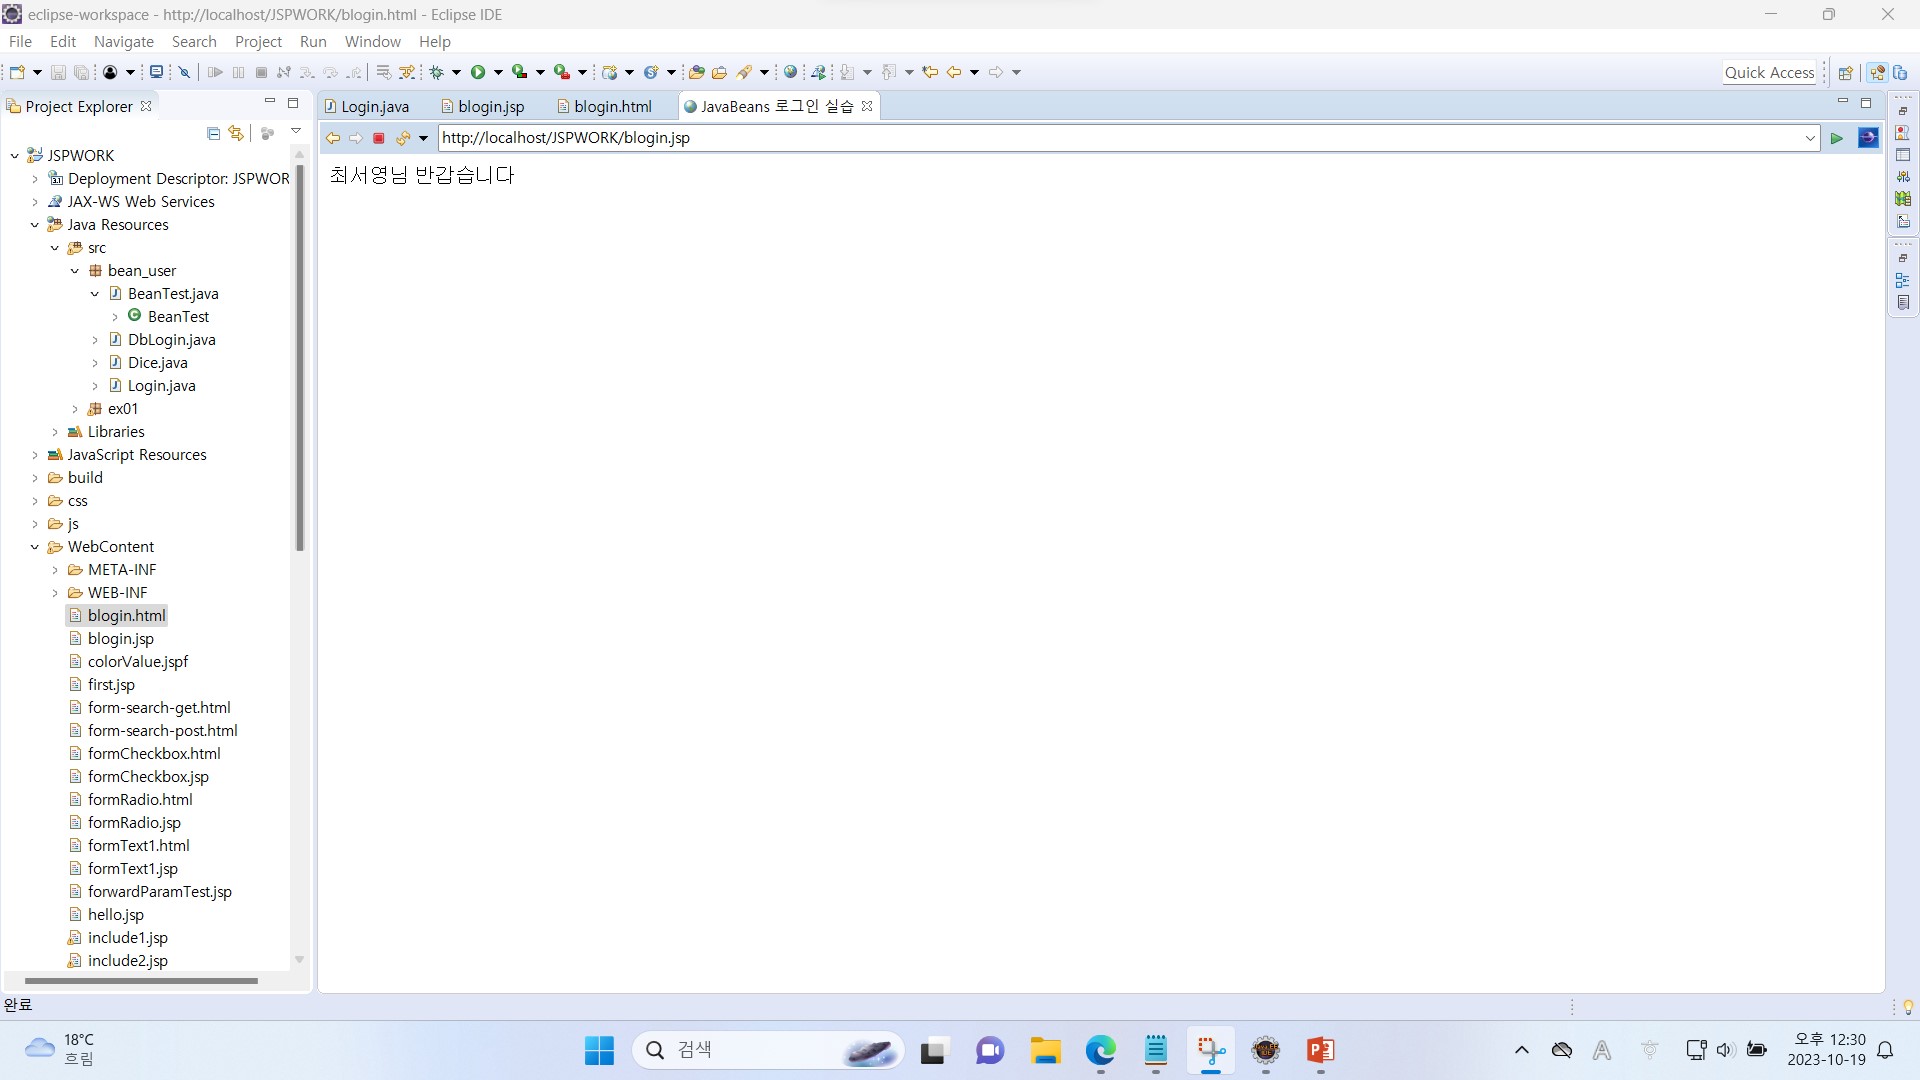 eclipse-workspace - http://localhost/JSPWORK/blogin.html - Eclipse IDE
File Edit Navigate Search Project Run Window Help
Quick Access
Project Explorer
Login.java blogin.jsp blogin.html JavaBeans 로그인 실습
http://localhost/JSPWORK/blogin.jsp
최서영님 반갑습니다
JSPWORK
Deployment Descriptor: JSPWOR
JAX-WS Web Services
Java Resources
src
bean_user
BeanTest.java
BeanTest
DbLogin.java
Dice.java
Login.java
ex01
Libraries
JavaScript Resources
build
css
js
WebContent
META-INF
WEB-INF
blogin.html
blogin.jsp
colorValue.jspf
first.jsp
form-search-get.html
form-search-post.html
formCheckbox.html
formCheckbox.jsp
formRadio.html
formRadio.jsp
formText1.html
formText1.jsp
forwardParamTest.jsp
hello.jsp
include1.jsp
include2.jsp
완료
18°C
흐림
검색
A
오후 12:30
2023-10-19